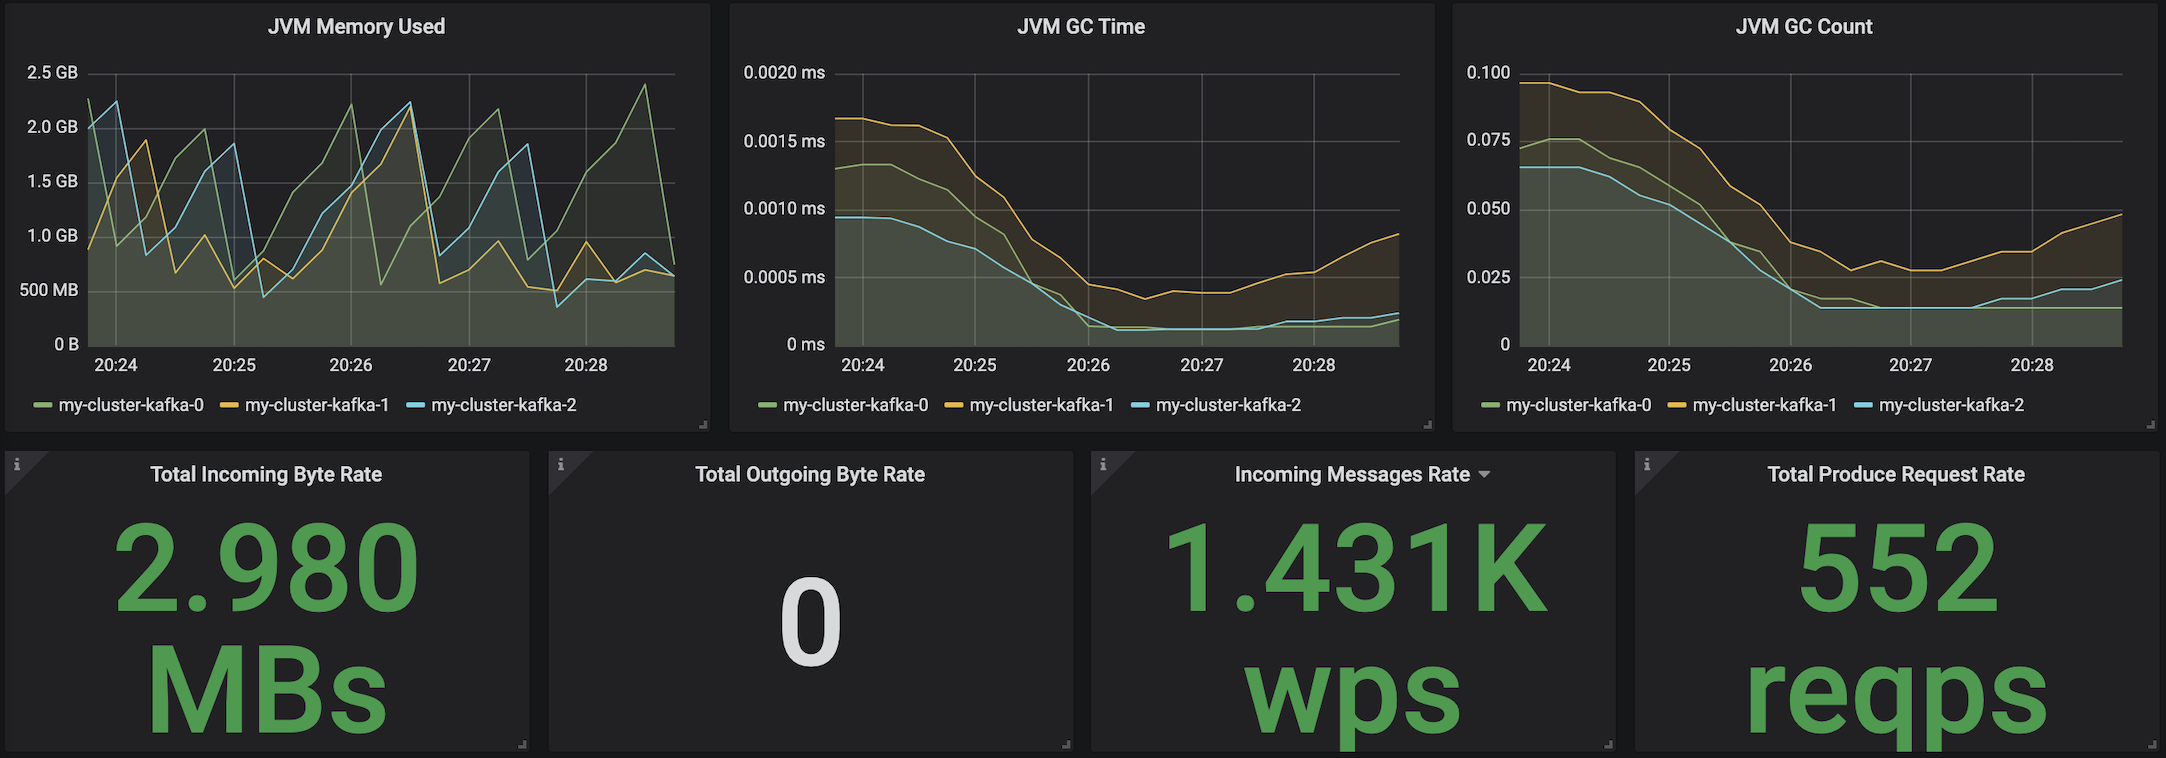 JVM Memory Used
2.5 GB
2.0 GB
1.5 GB
1.0 GB
500 MB
0 B
20:24 20:25 20:26 20:27 20:28
my-cluster-kafka-0 my-cluster-kafka-1 my-cluster-kafka-2
JVM GC Time
0.0020 ms
0.0015 ms
0.0010 ms
0.0005 ms
0 ms
20:24 20:25 20:26 20:27 20:28
my-cluster-kafka-0 my-cluster-kafka-1 my-cluster-kafka-2
JVM GC Count
0.100
0.075
0.050
0.025
0
20:24 20:25 20:26 20:27 20:28
my-cluster-kafka-0 my-cluster-kafka-1 my-cluster-kafka-2
i
Total Incoming Byte Rate
2.980
MBs
i
Total Outgoing Byte Rate
0
i
Incoming Messages Rate
1.431K
wps
i
Total Produce Request Rate
552
reqps